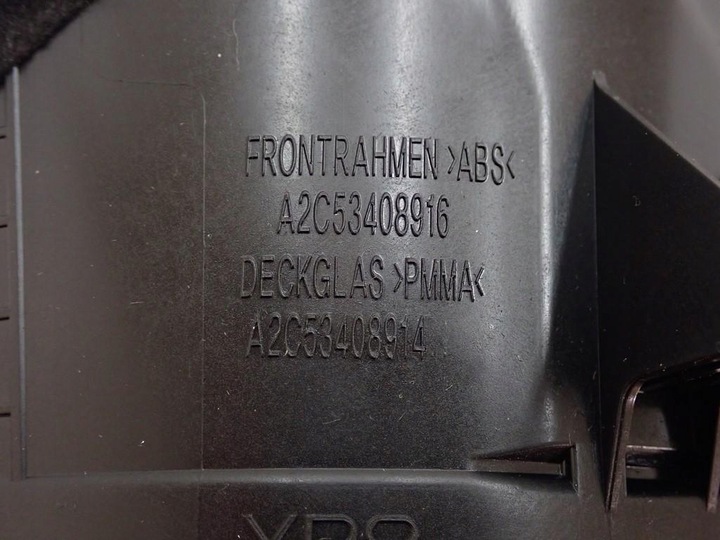 FRONTRAHMEN >ABS<
A2C53408916
DECKGLAS >PMMA<
A2C53408914